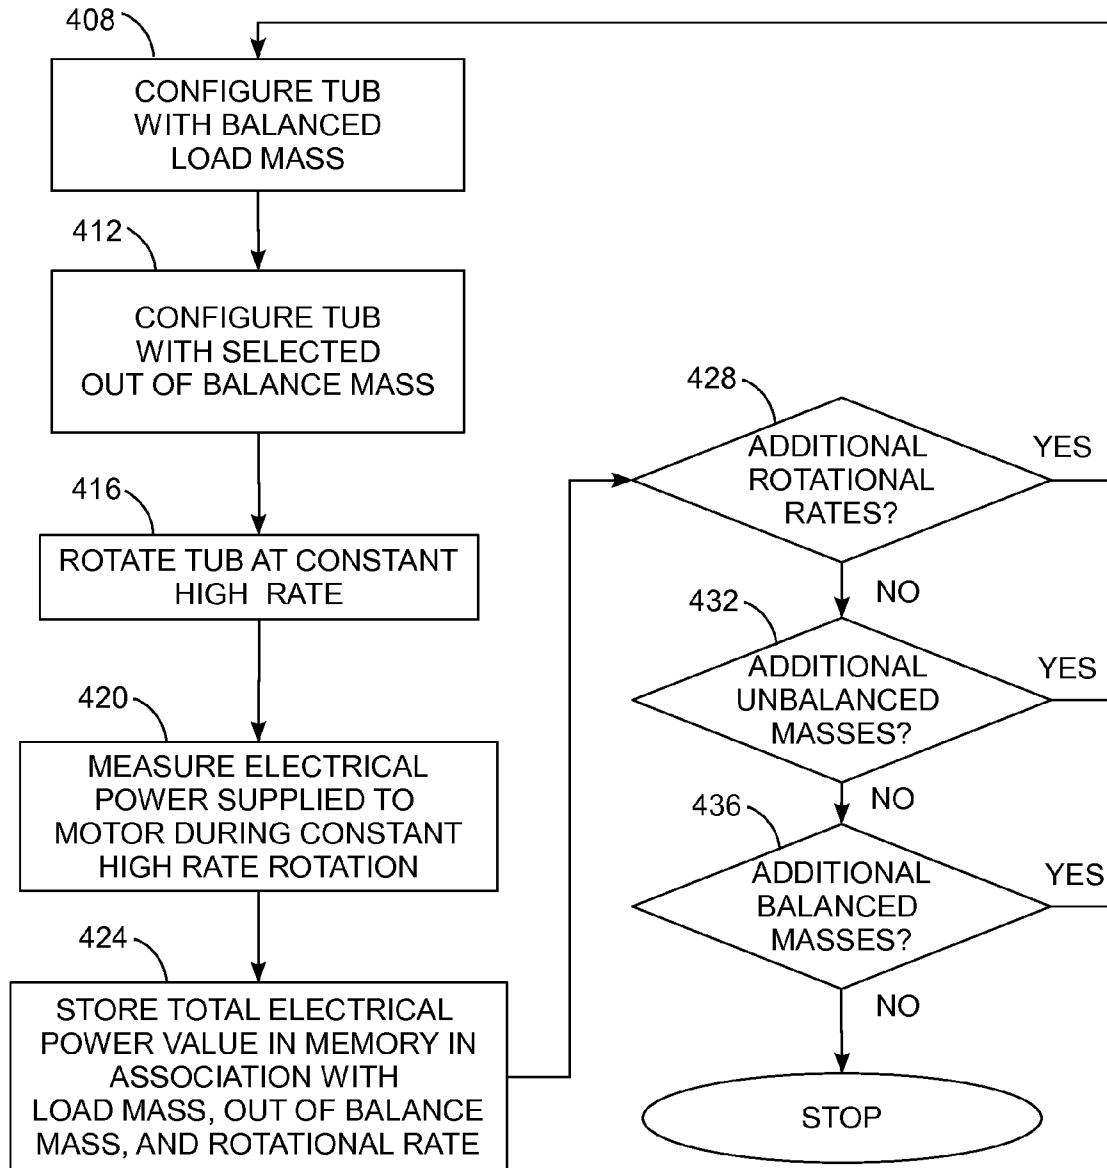 408
CONFIGURE TUB
WITH BALANCED
LOAD MASS
412
CONFIGURE TUB
WITH SELECTED
OUT OF BALANCE MASS
416
ROTATE TUB AT CONSTANT
HIGH RATE
420
MEASURE ELECTRICAL
POWER SUPPLIED TO
MOTOR DURING CONSTANT
HIGH RATE ROTATION
424
STORE TOTAL ELECTRICAL
POWER VALUE IN MEMORY IN
ASSOCIATION WITH
LOAD MASS, OUT OF BALANCE
MASS, AND ROTATIONAL RATE
428
ADDITIONAL
ROTATIONAL
RATES?
YES
NO
432
ADDITIONAL
UNBALANCED
MASSES?
YES
NO
436
ADDITIONAL
BALANCED
MASSES?
YES
NO
STOP